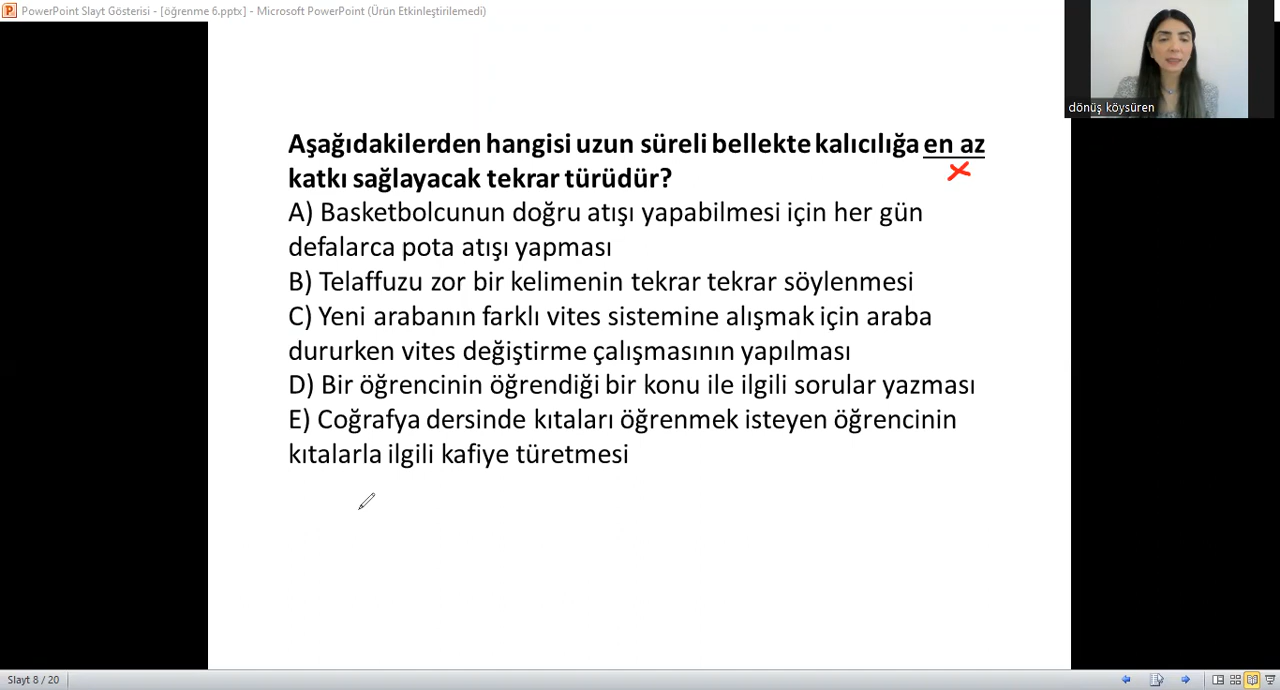 PowerPoint Slayt Gösterisi - [öğrenme 6.pptx] - Microsoft PowerPoint (Ürün Etkinleştirilemedi)
dönüş köysüren
Aşağıdakilerden hangisi uzun süreli bellekte kalıcılığa en az
katkı sağlayacak tekrar türüdür?
A) Basketbolcunun doğru atışı yapabilmesi için her gün
defalarca pota atışı yapması
B) Telaffuzu zor bir kelimenin tekrar tekrar söylenmesi
C) Yeni arabanın farklı vites sistemine alışmak için araba
dururken vites değiştirme çalışmasının yapılması
D) Bir öğrencinin öğrendiği bir konu ile ilgili sorular yazması
E) Coğrafya dersinde kıtaları öğrenmek isteyen öğrencinin
kıtalarla ilgili kafiye türetmesi
Slayt 8 / 20